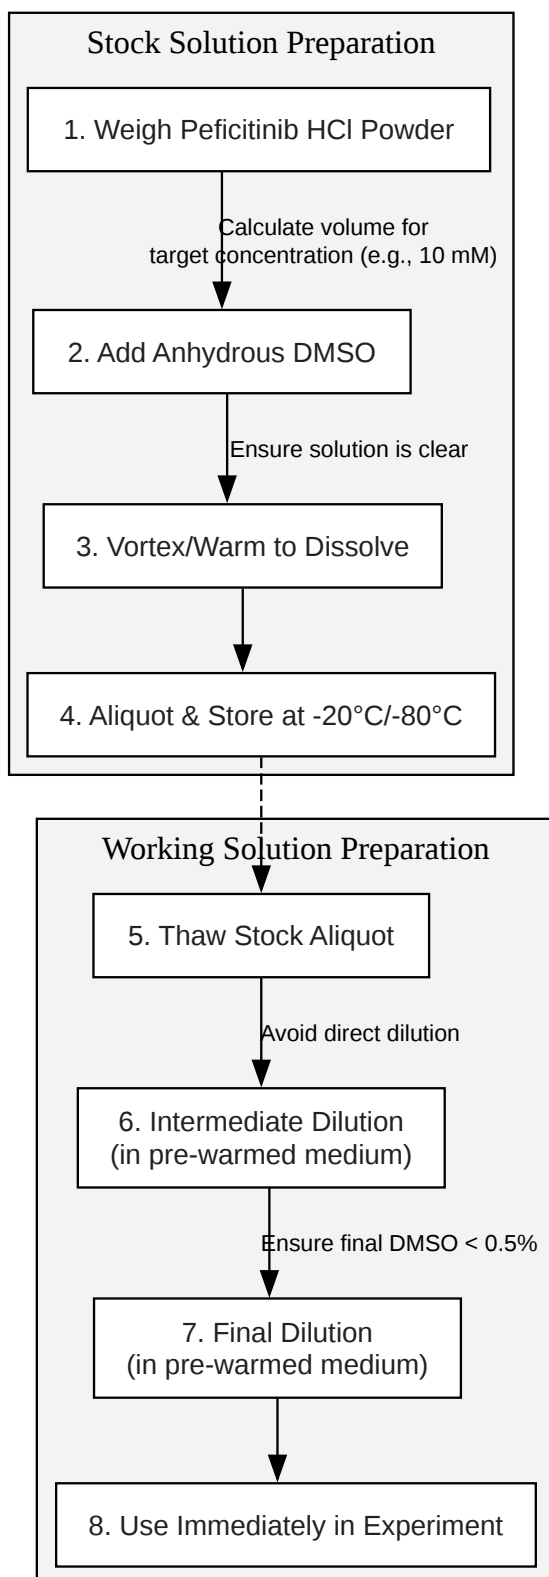 Stock Solution Preparation
1. Weigh Peficitinib HCl Powder
Calculate volume for
target concentration (e.g., 10 mM)
2. Add Anhydrous DMSO
Ensure solution is clear
3. Vortex/Warm to Dissolve
4. Aliquot & Store at -20°C/-80°C
Working Solution Preparation
5. Thaw Stock Aliquot
Avoid direct dilution
6. Intermediate Dilution
(in pre-warmed medium)
Ensure final DMSO < 0.5%
7. Final Dilution
(in pre-warmed medium)
8. Use Immediately in Experiment